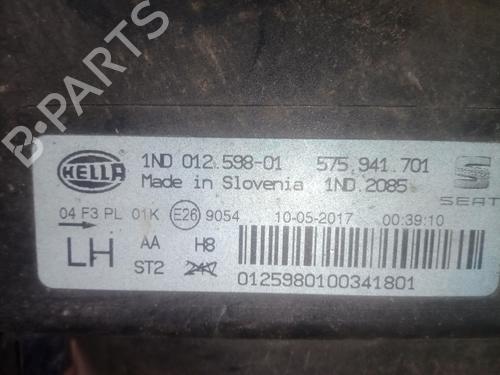 B-PARTS
HELLA
1ND 012.598-01 575.941.701
Made in Slovenia 1ND.2085
SEAT
04 F3 PL 01K E26 9054 10-05-2017 00:39:10
LH AA H8
ST2
0125980100341801